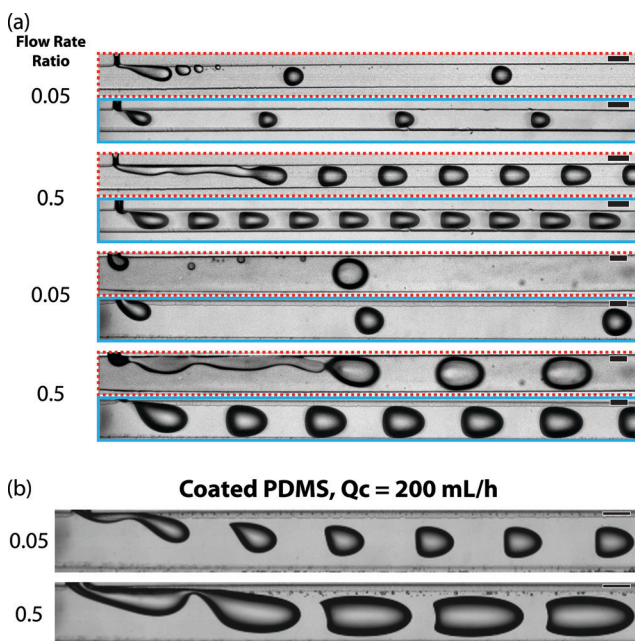 (a)
Flow Rate
Ratio
0.05
0.5
0.05
0.5
(b)
Coated PDMS, Qc = 200 mL/h
0.05
0.5